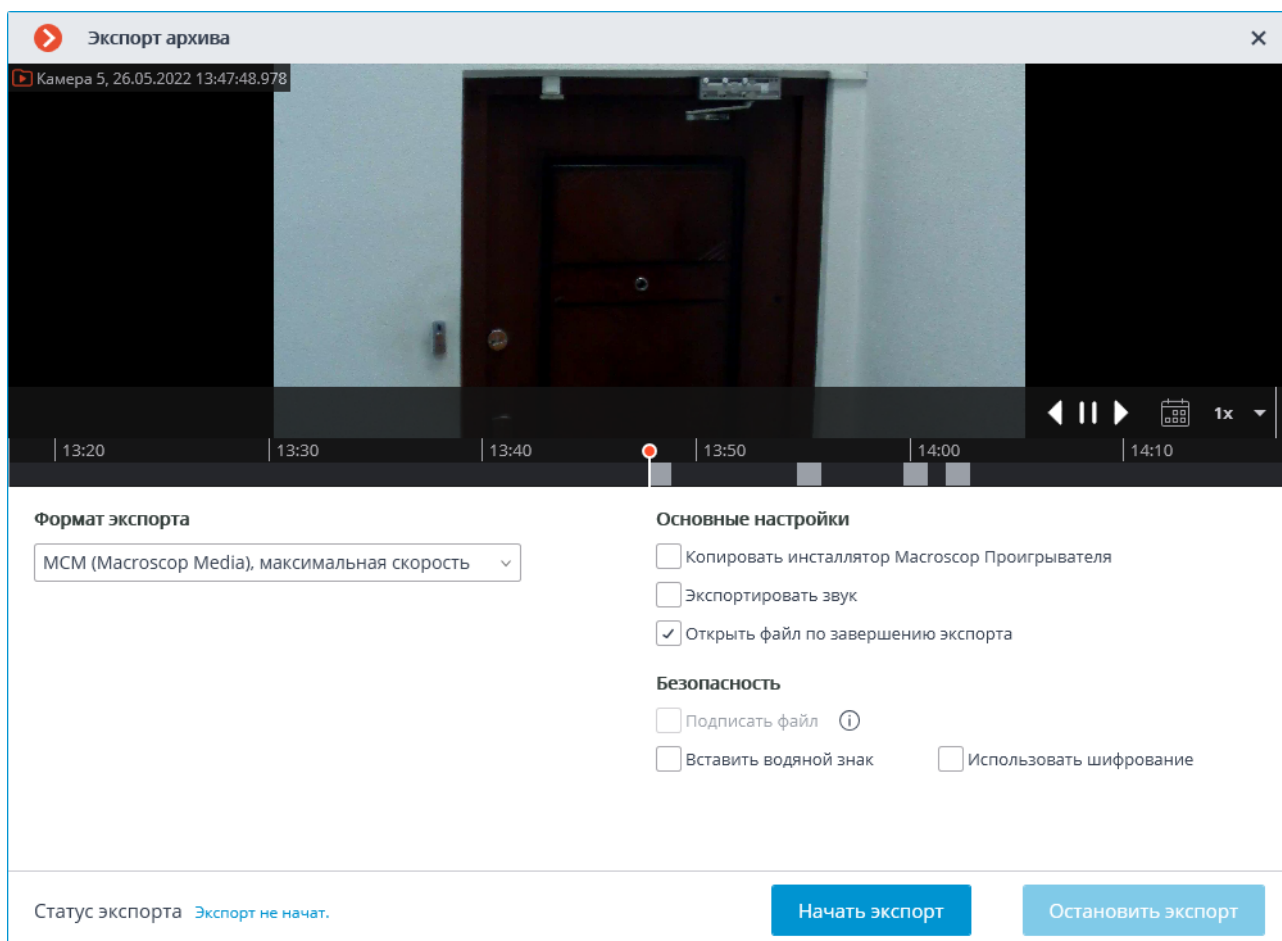 Экспорт архива
Камера 5, 26.05.2022 13:47:48.978
1x
13:20 13:30 13:40 13:50 14:00 14:10
Формат экспорта
MCM (Macroscop Media), максимальная скорость
Основные настройки
Копировать инсталлятор Macroscop Проигрывателя
Экспортировать звук
Открыть файл по завершению экспорта
Безопасность
Подписать файл
Вставить водяной знак Использовать шифрование
Статус экспорта Экспорт не начат.
Начать экспорт Остановить экспорт